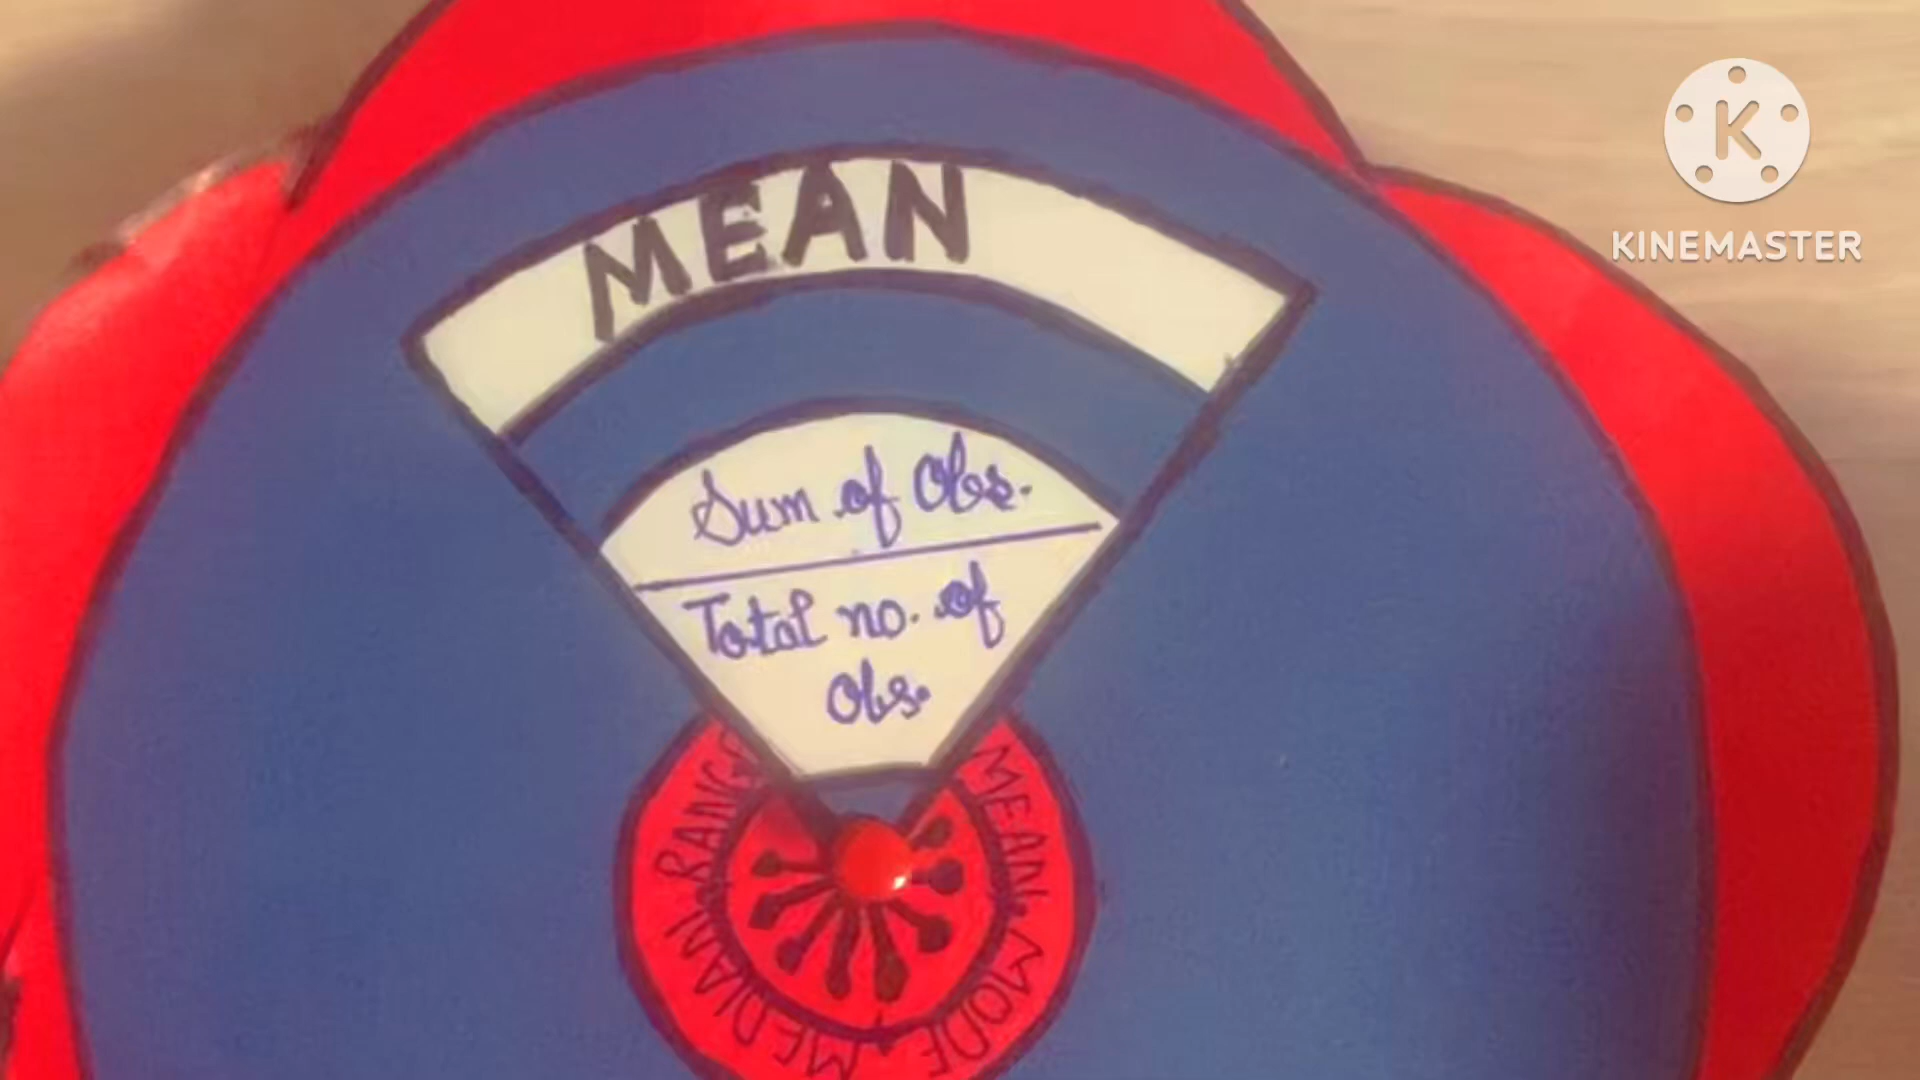 KINEMASTER
MEAN
Sum of Obs.
Total no. of
Obs.
MEAN. MODE. MEDIAN. RANGE